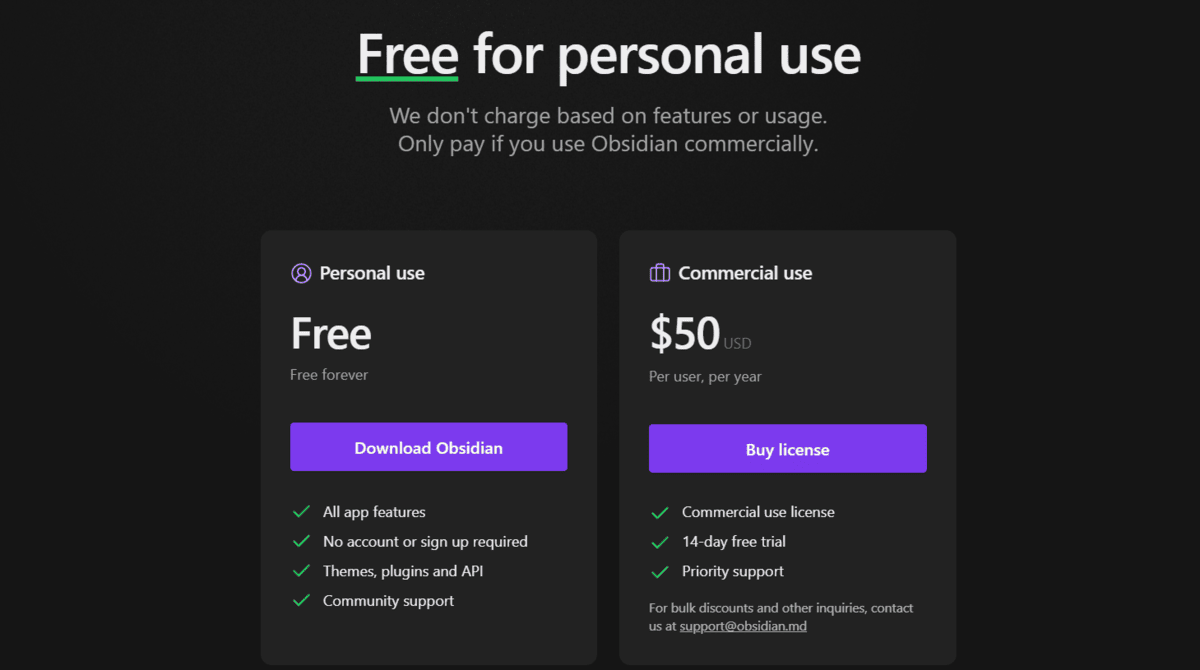 Free for personal use
We don't charge based on features or usage.
Only pay if you use Obsidian commercially.
Personal use
Free
Free forever
Download Obsidian
All app features
No account or sign up required
Themes, plugins and API
Community support
Commercial use
$50 USD
Per user, per year
Buy license
Commercial use license
14-day free trial
Priority support
For bulk discounts and other inquiries, contact
us at support@obsidian.md